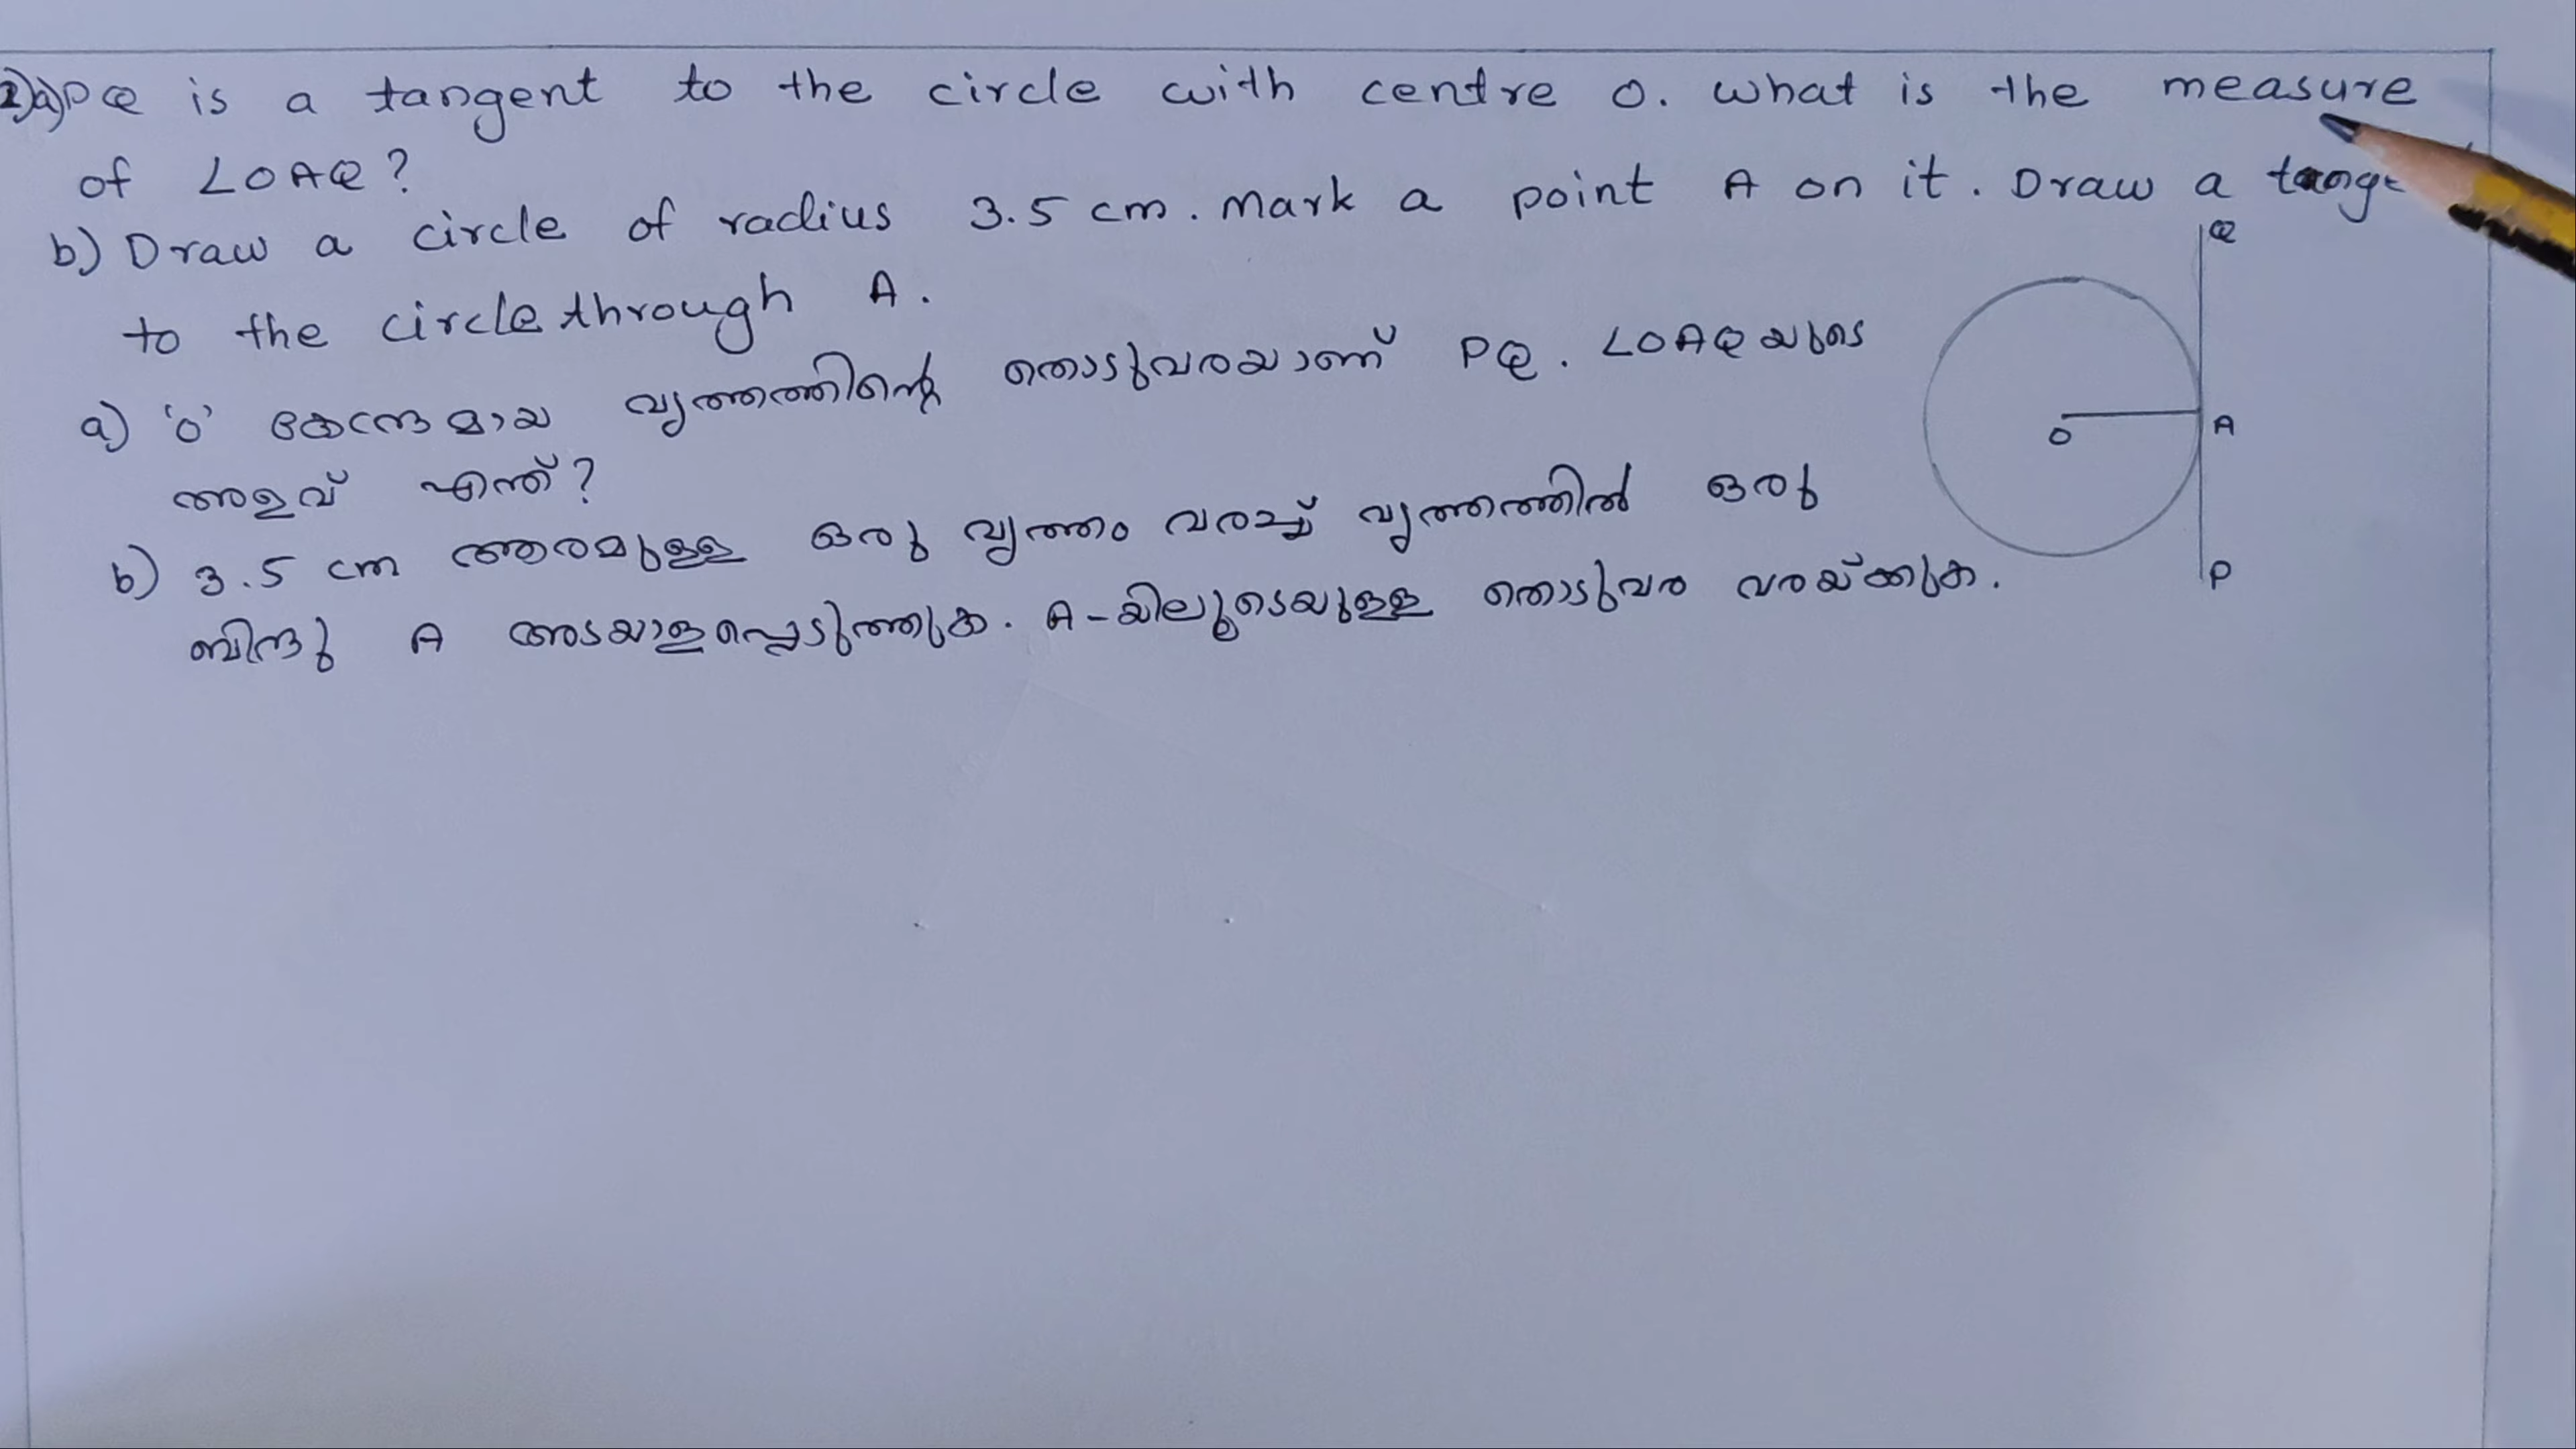 2)a) PQ is a tangent to the circle with centre O. What is the measure
of ∠OAQ?
b) Draw a circle of radius 3.5 cm. Mark a point A on it. Draw a
to the circle through A.
a) 'O' കേന്ദ്രമായ വൃത്തത്തിന്റെ തൊടുവരയാണ് PQ. ∠OAQ യുടെ
അളവ് എന്ത്?
b) 3.5 cm ആരമുള്ള ഒരു വൃത്തം വരച്ച് വൃത്തത്തിൽ ഒരു
ബിന്ദു A അടയാളപ്പെടുത്തുക. A-യിലൂടെയുള്ള തൊടുവര വരയ്ക്കുക.
Q
O
A
P